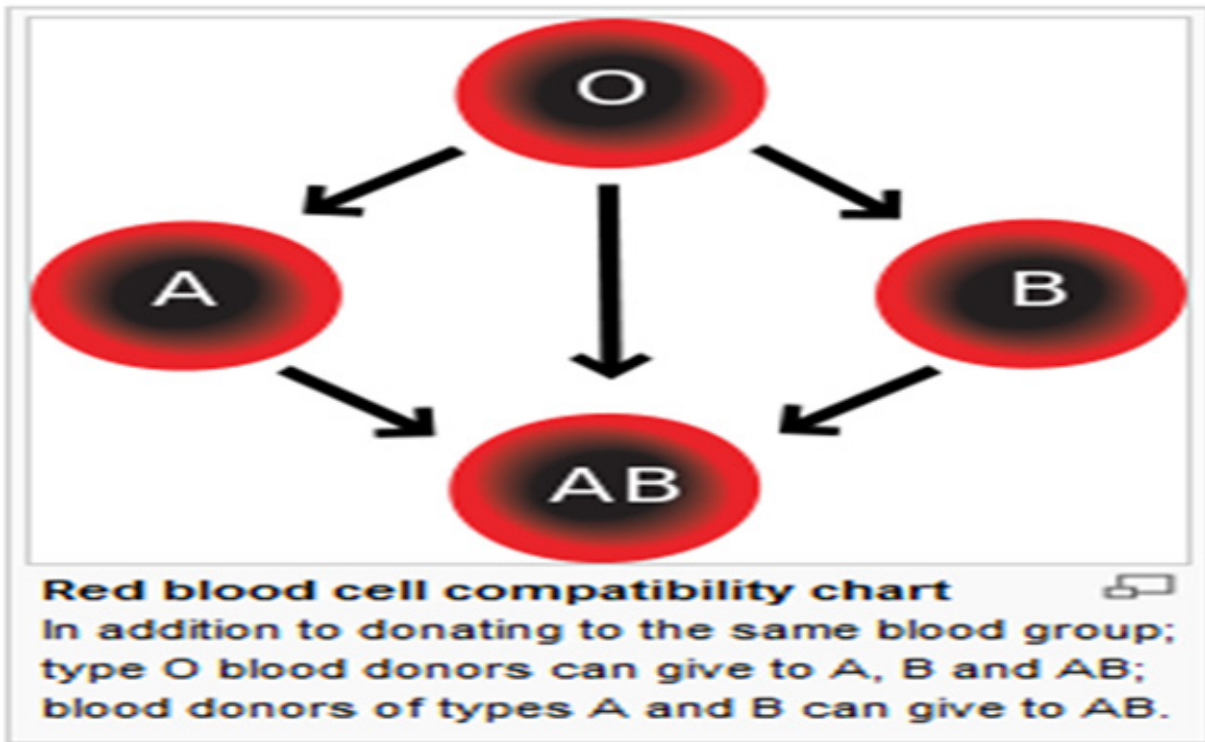 O
A
B
AB
Red blood cell compatibility chart
In addition to donating to the same blood group;
type O blood donors can give to A, B and AB;
blood donors of types A and B can give to AB.